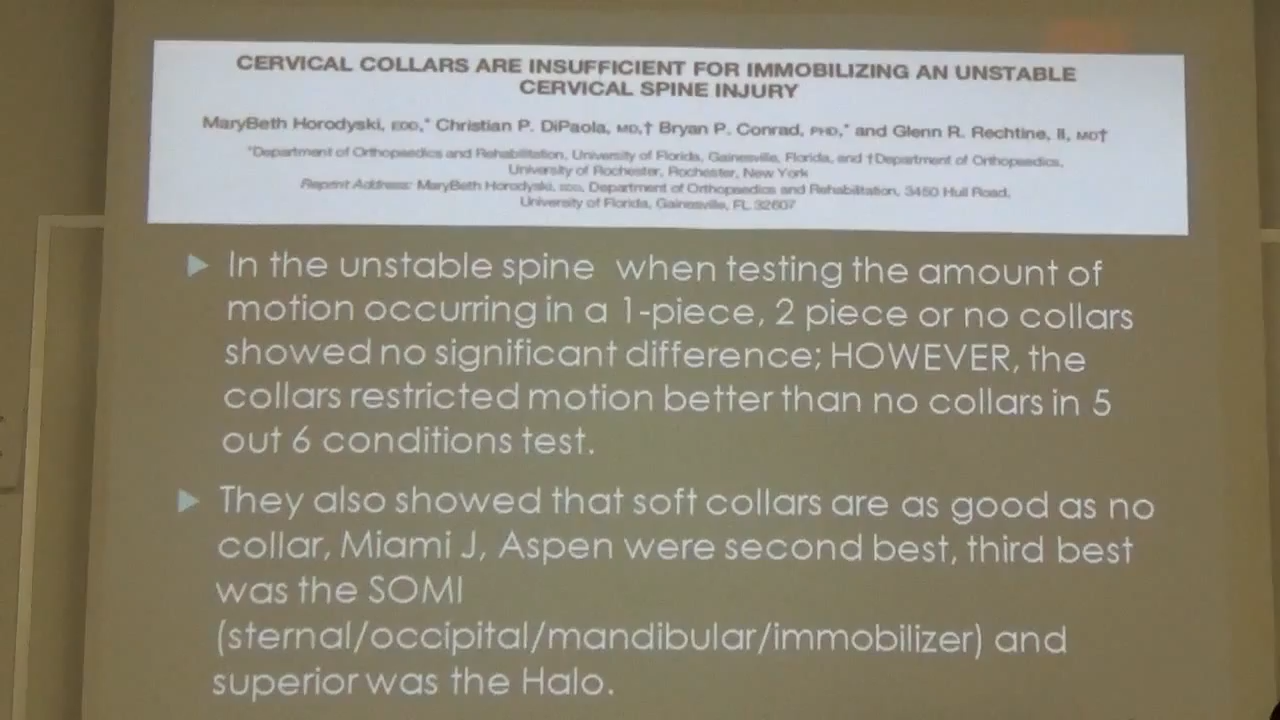 CERVICAL COLLARS ARE INSUFFICIENT FOR IMMOBILIZING AN UNSTABLE
CERVICAL SPINE INJURY
MaryBeth Horodyski, EDD,* Christian P. DiPaola, MD,† Bryan P. Conrad, PHD,* and Glenn R. Rechtine, II, MD†
*Department of Orthopaedics and Rehabilitation, University of Florida, Gainesville, Florida, and †Department of Orthopaedics,
University of Rochester, Rochester, New York
Reprint Address: MaryBeth Horodyski, EDD, Department of Orthopaedics and Rehabilitation, 3450 Hull Road,
University of Florida, Gainesville, FL 32607
In the unstable spine when testing the amount of
motion occurring in a 1-piece, 2 piece or no collars
showed no significant difference; HOWEVER, the
collars restricted motion better than no collars in 5
out 6 conditions test.
They also showed that soft collars are as good as no
collar, Miami J, Aspen were second best, third best
was the SOMI
(sternal/occipital/mandibular/immobilizer) and
superior was the Halo.